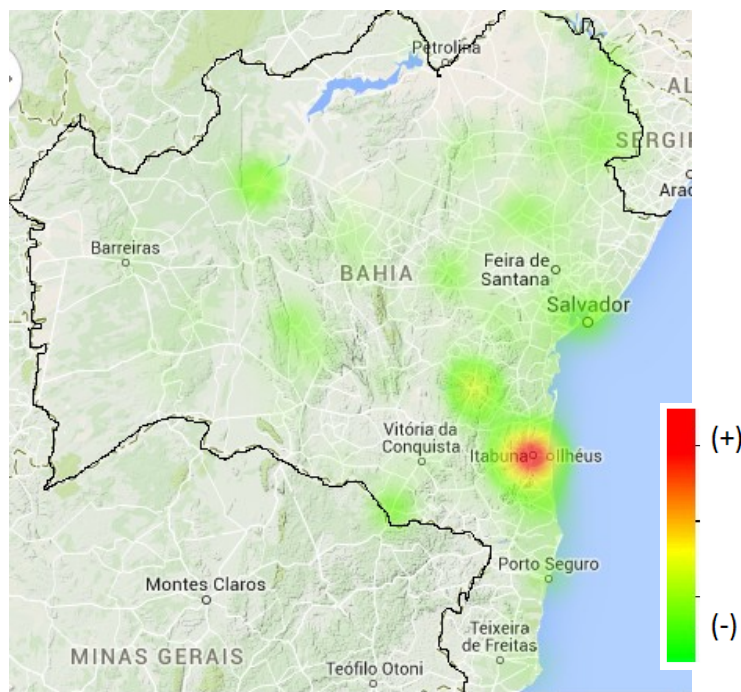 Petrolina
AL
SERGIP
Arac
Barreiras
BAHIA
Feira de
Santana
Salvador
(+)
Vitória da
Conquista
Itabuna
Ilhéus
Porto Seguro
(-)
Montes Claros
Teixeira
de Freitas
MINAS GERAIS
Teófilo Otoni